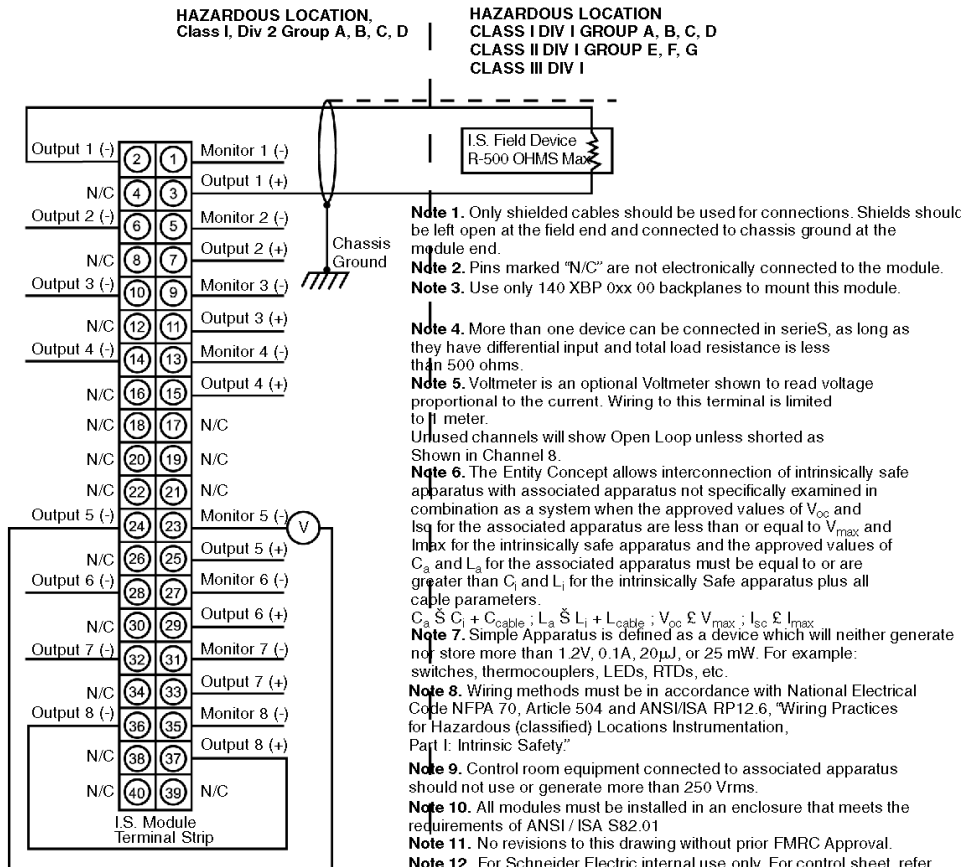 HAZARDOUS LOCATION,
Class I, Div 2 Group A, B, C, D
HAZARDOUS LOCATION
CLASS I DIV I GROUP A, B, C, D
CLASS II DIV I GROUP E, F, G
CLASS III DIV I
I.S. Field Device
R-500 OHMS Max
Output 1 (-) 2 1 Monitor 1 (-)
N/C 4 3 Output 1 (+)
Output 2 (-) 6 5 Monitor 2 (-)
N/C 8 7 Output 2 (+)
Output 3 (-) 10 9 Monitor 3 (-)
N/C 12 11 Output 3 (+)
Output 4 (-) 14 13 Monitor 4 (-)
N/C 16 15 Output 4 (+)
N/C 18 17 N/C
N/C 20 19 N/C
N/C 22 21 N/C
Output 5 (-) 24 23 Monitor 5 (-) V
N/C 26 25 Output 5 (+)
Output 6 (-) 28 27 Monitor 6 (-)
N/C 30 29 Output 6 (+)
Output 7 (-) 32 31 Monitor 7 (-)
N/C 34 33 Output 7 (+)
Output 8 (-) 36 35 Monitor 8 (-)
N/C 38 37 Output 8 (+)
N/C 40 39 N/C
I.S. Module
Terminal Strip
Chassis
Ground
Note 1. Only shielded cables should be used for connections. Shields should
be left open at the field end and connected to chassis ground at the
module end.
Note 2. Pins marked "N/C" are not electronically connected to the module.
Note 3. Use only 140 XBP 0xx 00 backplanes to mount this module.
Note 4. More than one device can be connected in serieS, as long as
they have differential input and total load resistance is less
than 500 ohms.
Note 5. Voltmeter is an optional Voltmeter shown to read voltage
proportional to the current. Wiring to this terminal is limited
to 1 meter.
Unused channels will show Open Loop unless shorted as
Shown in Channel 8.
Note 6. The Entity Concept allows interconnection of intrinsically safe
apparatus with associated apparatus not specifically examined in
combination as a system when the approved values of Voc and
Isc for the associated apparatus are less than or equal to Vmax and
Imax for the intrinsically safe apparatus and the approved values of
Ca and La for the associated apparatus must be equal to or are
greater than Ci and Li for the intrinsically Safe apparatus plus all
cable parameters.
Ca Š Ci + Ccable ; La Š Li + Lcable ; Voc £ Vmax ; Isc £ Imax
Note 7. Simple Apparatus is defined as a device which will neither generate
nor store more than 1.2V, 0.1A, 20µJ, or 25 mW. For example:
switches, thermocouplers, LEDs, RTDs, etc.
Note 8. Wiring methods must be in accordance with National Electrical
Code NFPA 70, Article 504 and ANSI/ISA RP12.6, "Wiring Practices
for Hazardous (classified) Locations Instrumentation,
Part I: Intrinsic Safety."
Note 9. Control room equipment connected to associated apparatus
should not use or generate more than 250 Vrms.
Note 10. All modules must be installed in an enclosure that meets the
requirements of ANSI / ISA S82.01
Note 11. No revisions to this drawing without prior FMRC Approval.
Note 12. For Schneider Electric internal use only. For control sheet, refer